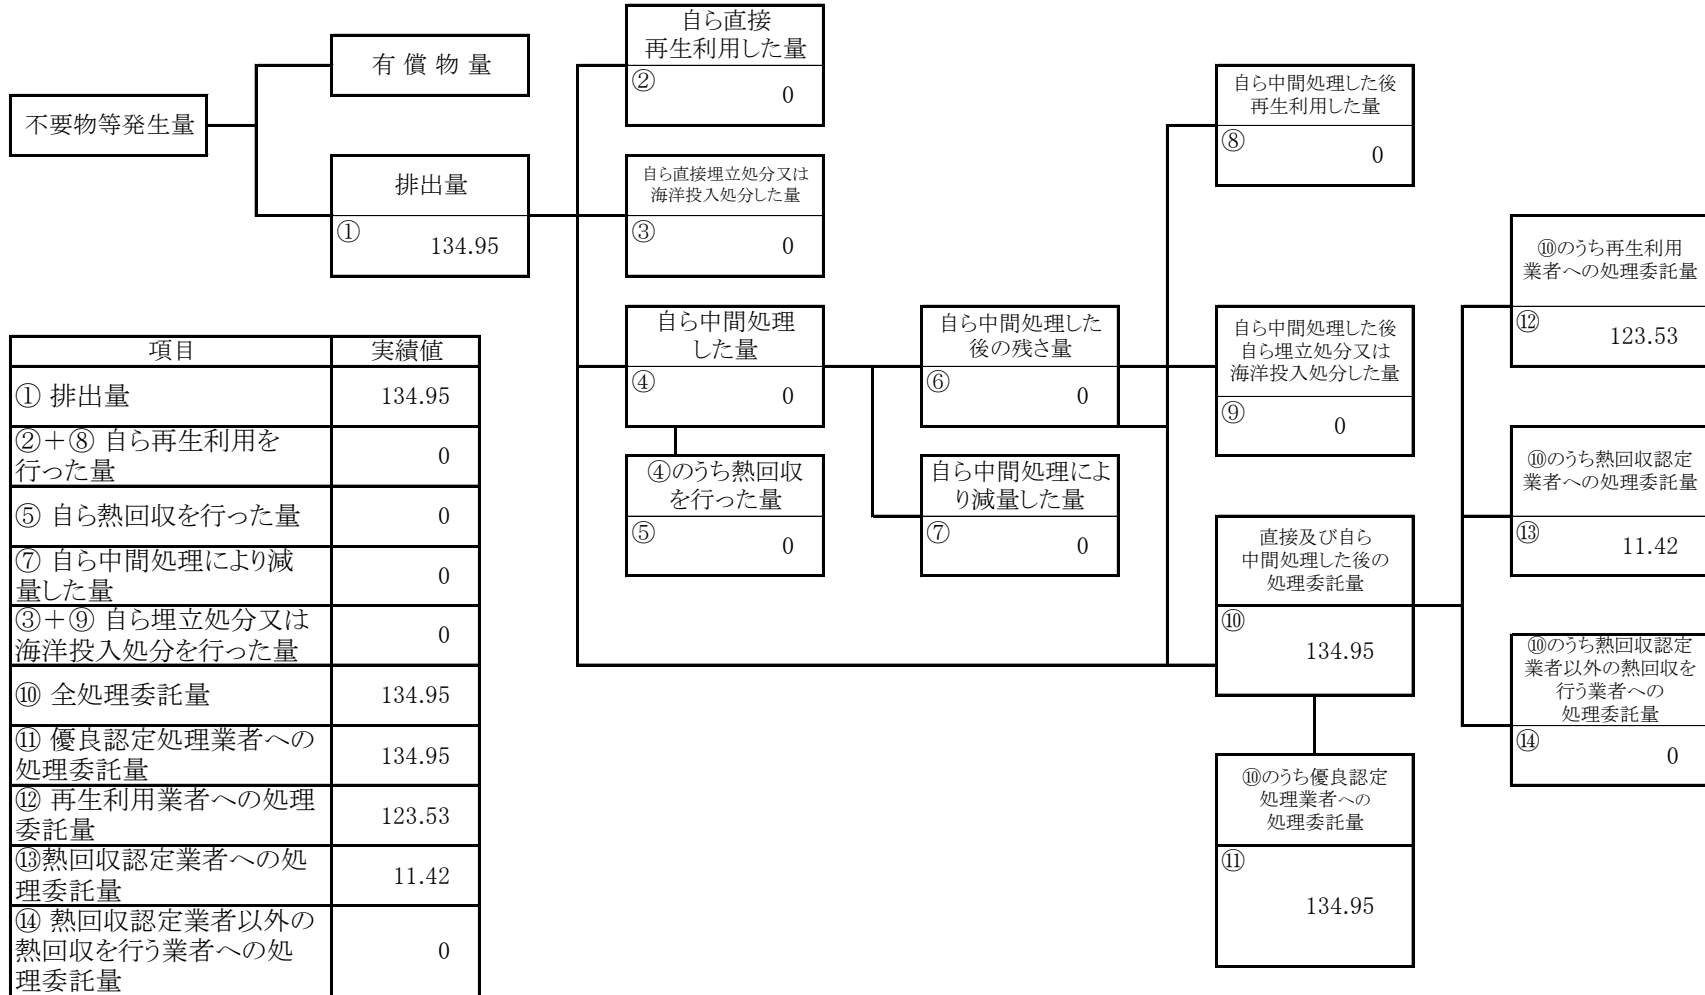 不要物等発生量
有 償 物 量
排出量
①
134.95
自ら直接
再生利用した量
②
0
自ら直接埋立処分又は
海洋投入処分した量
③
0
自ら中間処理
した量
④
0
④のうち熱回収
を行った量
⑤
0
自ら中間処理した
後の残さ量
⑥
0
自ら中間処理によ
り減量した量
⑦
0
自ら中間処理した後
再生利用した量
⑧
0
自ら中間処理した後
自ら埋立処分又は
海洋投入処分した量
⑨
0
直接及び自ら
中間処理した後の
処理委託量
⑩
134.95
⑩のうち優良認定
処理業者への
処理委託量
⑪
134.95
⑩のうち再生利用
業者への処理委託量
⑫
123.53
⑩のうち熱回収認定
業者への処理委託量
⑬
11.42
⑩のうち熱回収認定
業者以外の熱回収を
行う業者への
処理委託量
⑭
0
項目 実績値
① 排出量 134.95
②＋⑧ 自ら再生利用を
行った量 0
⑤ 自ら熱回収を行った量 0
⑦ 自ら中間処理により減
量した量 0
③＋⑨ 自ら埋立処分又は
海洋投入処分を行った量 0
⑩ 全処理委託量 134.95
⑪ 優良認定処理業者への
処理委託量 134.95
⑫ 再生利用業者への処理
委託量 123.53
⑬熱回収認定業者への処
理委託量 11.42
⑭ 熱回収認定業者以外の
熱回収を行う業者への処
理委託量 0